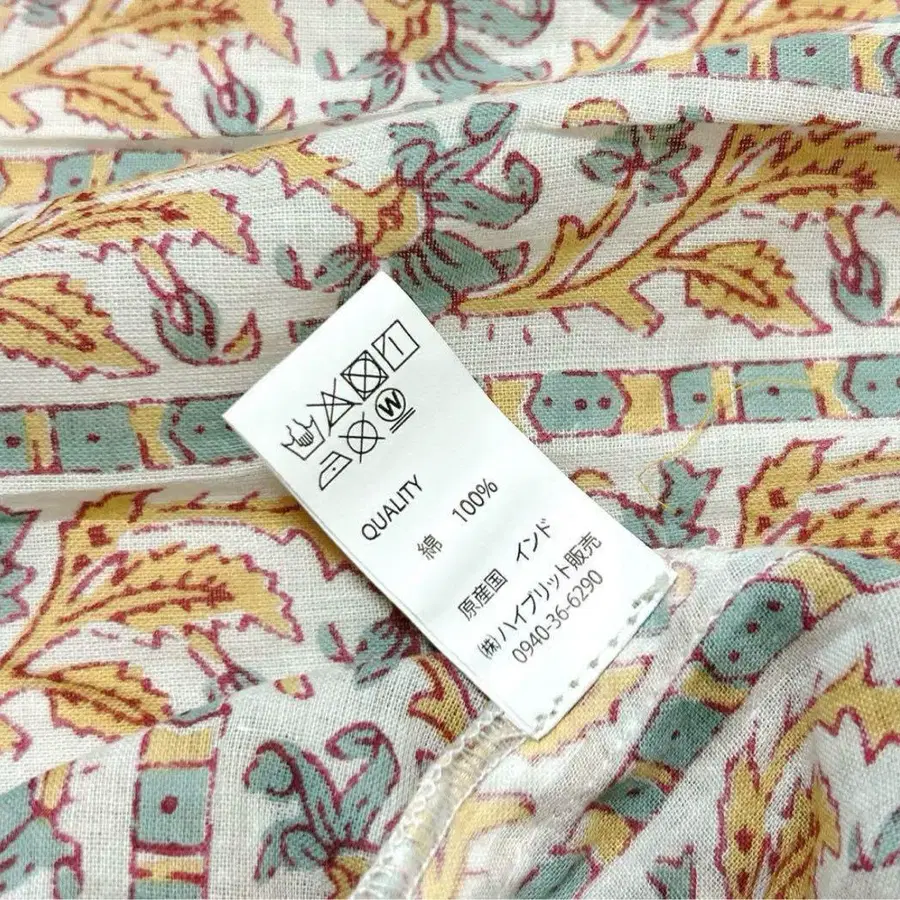 W
QUALITY
綿 100%
原産国 インド
㈱ハイブリット販売
0940-36-6290